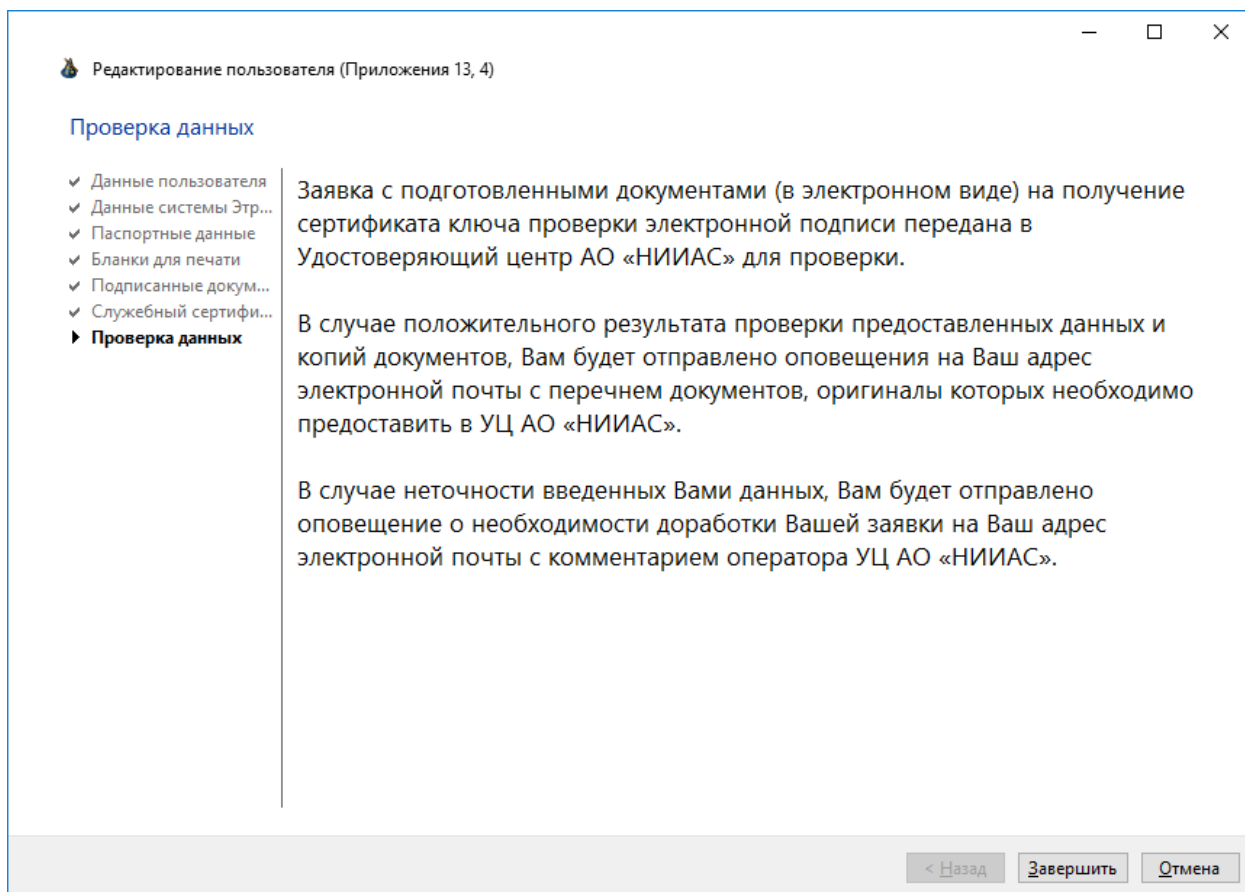 Редактирование пользователя (Приложения 13, 4)
Проверка данных
Данные пользователя
Данные системы Этр...
Паспортные данные
Бланки для печати
Подписанные докум...
Служебный сертифи...
Проверка данных
Заявка с подготовленными документами (в электронном виде) на получение
сертификата ключа проверки электронной подписи передана в
Удостоверяющий центр АО «НИИАС» для проверки.
В случае положительного результата проверки предоставленных данных и
копий документов, Вам будет отправлено оповещения на Ваш адрес
электронной почты с перечнем документов, оригиналы которых необходимо
предоставить в УЦ АО «НИИАС».
В случае неточности введенных Вами данных, Вам будет отправлено
оповещение о необходимости доработки Вашей заявки на Ваш адрес
электронной почты с комментарием оператора УЦ АО «НИИАС».
< Назад
Завершить
Отмена